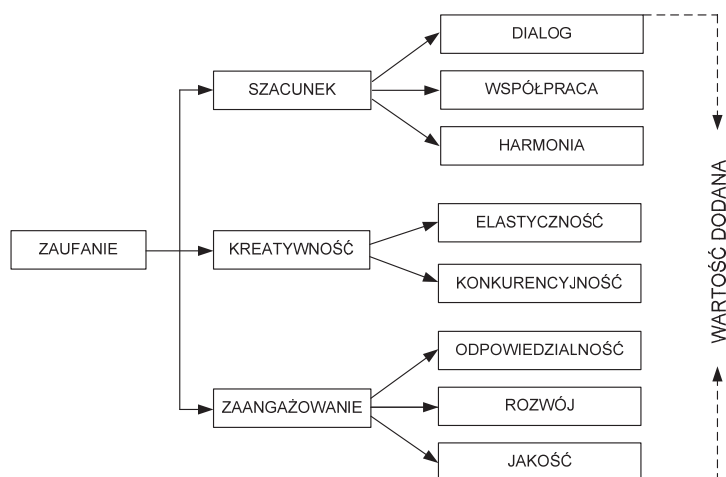 DIALOG
SZACUNEK
WSPÓŁPRACA
HARMONIA
ZAUFANIE
KREATYWNOŚĆ
ELASTYCZNOŚĆ
KONKURENCYJNOŚĆ
ZAANGAŻOWANIE
ODPOWIEDZIALNOŚĆ
ROZWÓJ
JAKOŚĆ
WARTOŚĆ DODANA